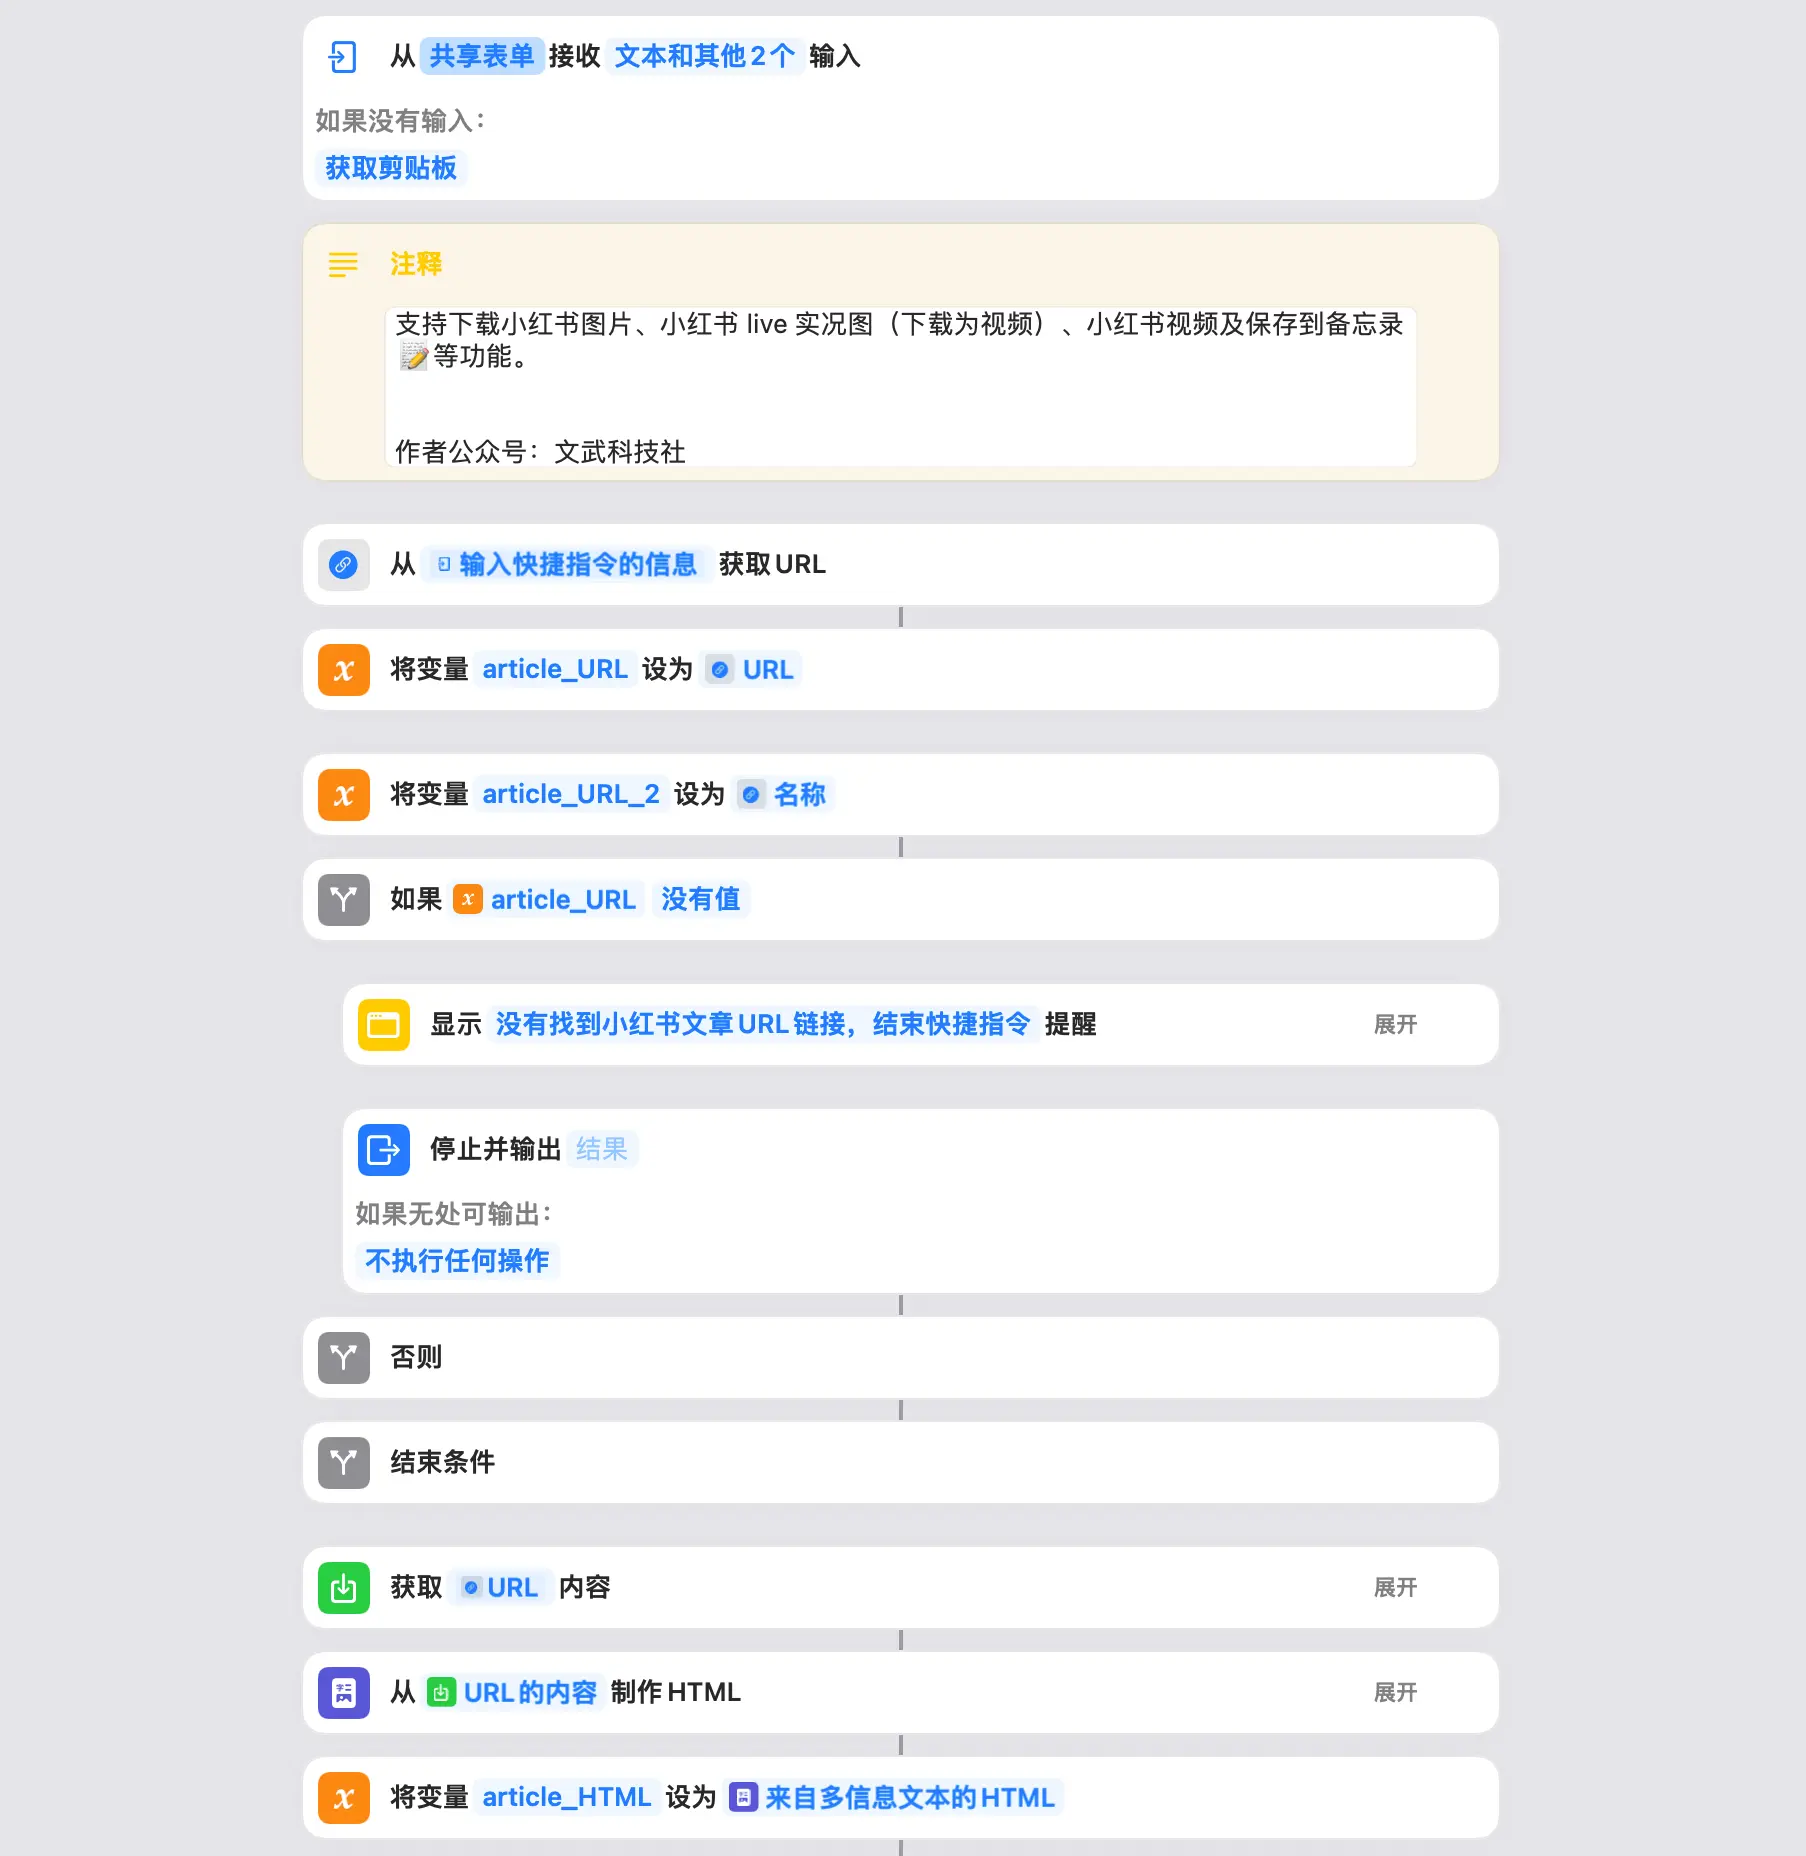 从 共享表单 接收 文本和其他2个 输入
如果没有输入：
获取剪贴板
注释
支持下载小红书图片、小红书 live 实况图（下载为视频）、小红书视频及保存到备忘录
📝等功能。
作者公众号：文武科技社
从 输入快捷指令的信息 获取URL
将变量 article_URL 设为 URL
将变量 article_URL_2 设为 名称
如果 article_URL 没有值
显示 没有找到小红书文章URL链接，结束快捷指令 提醒 展开
停止并输出 结果
如果无处可输出：
不执行任何操作
否则
结束条件
获取 URL 内容 展开
从 URL的内容 制作HTML 展开
将变量 article_HTML 设为 来自多信息文本的HTML